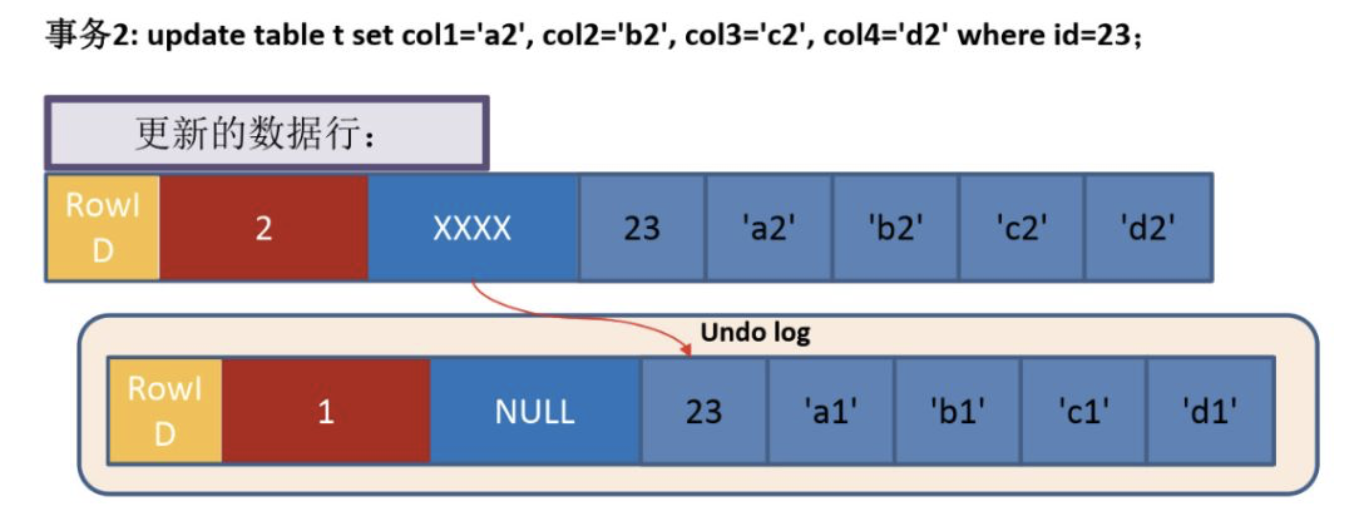 事务2: update table t set col1='a2', col2='b2', col3='c2', col4='d2' where id=23；
更新的数据行：
RowI
D
2
XXXX
23
'a2'
'b2'
'c2'
'd2'
Undo log
RowI
D
1
NULL
23
'a1'
'b1'
'c1'
'd1'